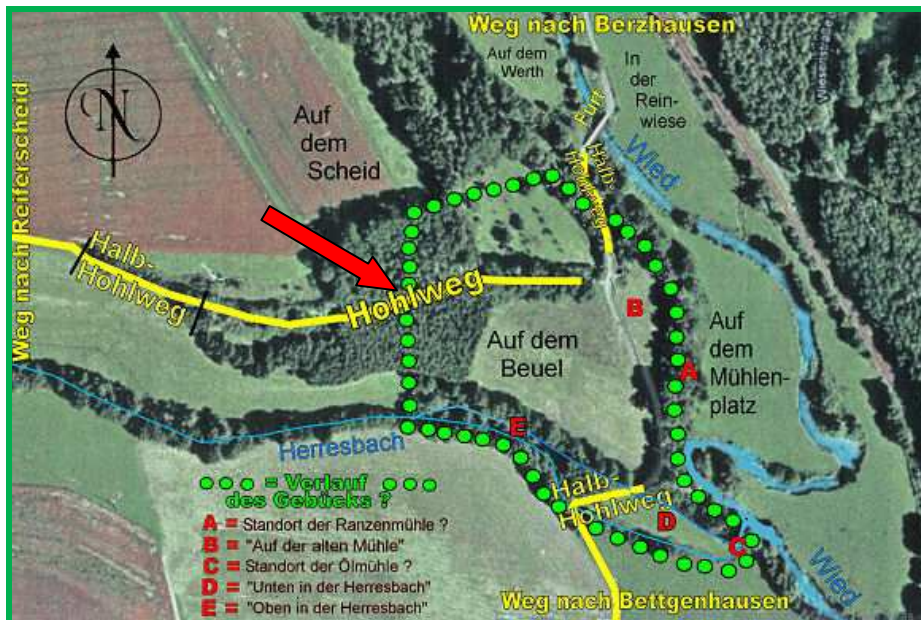 Weg nach Berzhausen
Auf dem
Werth
In
der
Rein-
wiese
Furt
Halb-
Hohlweg
Wied
N
Auf
dem
Scheid
Weg nach Reiferscheid
Halb-
Hohlweg
Hohlweg
B
Auf dem
Beuel
Auf
dem
Mühlen-
platz
A
Herresbach
E
Halb-
Hohlweg
D
C
Wied
= Verlauf
des Gebücks ?
A = Standort der Ranzenmühle ?
B = "Auf der alten Mühle"
C = Standort der Ölmühle ?
D = "Unten in der Herresbach"
E = "Oben in der Herresbach"
Weg nach Bettgenhausen